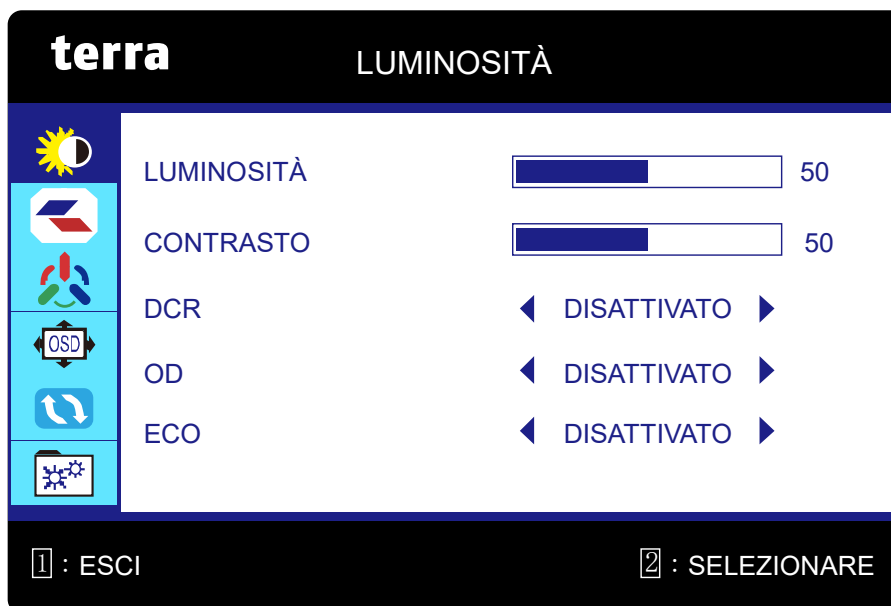 terra LUMINOSITÀ
LUMINOSITÀ 50
CONTRASTO 50
DCR DISATTIVATO
OD DISATTIVATO
OSD
ECO DISATTIVATO
1 : ESCI 2 : SELEZIONARE